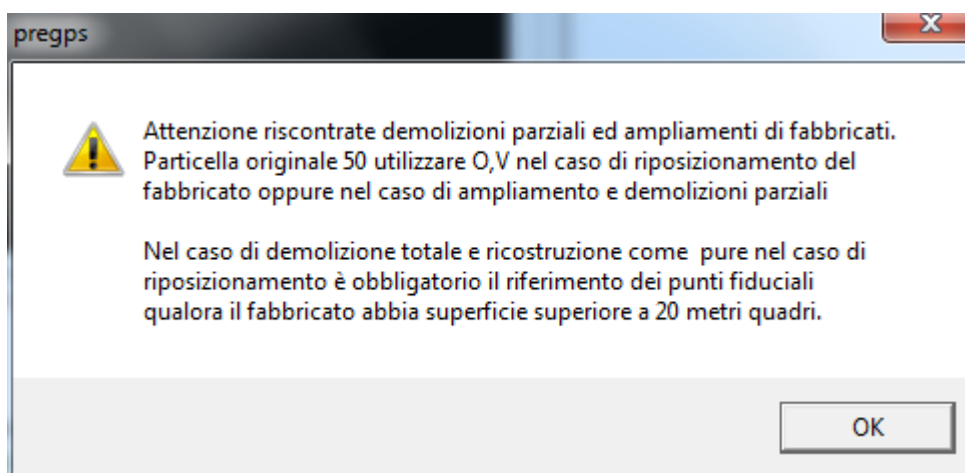 pregps
Attenzione riscontrate demolizioni parziali ed ampliamenti di fabbricati.
Particella originale 50 utilizzare O,V nel caso di riposizionamento del
fabbricato oppure nel caso di ampliamento e demolizioni parziali
Nel caso di demolizione totale e ricostruzione come  pure nel caso di
riposizionamento è obbligatorio il riferimento dei punti fiduciali
qualora il fabbricato abbia superficie superiore a 20 metri quadri.
OK